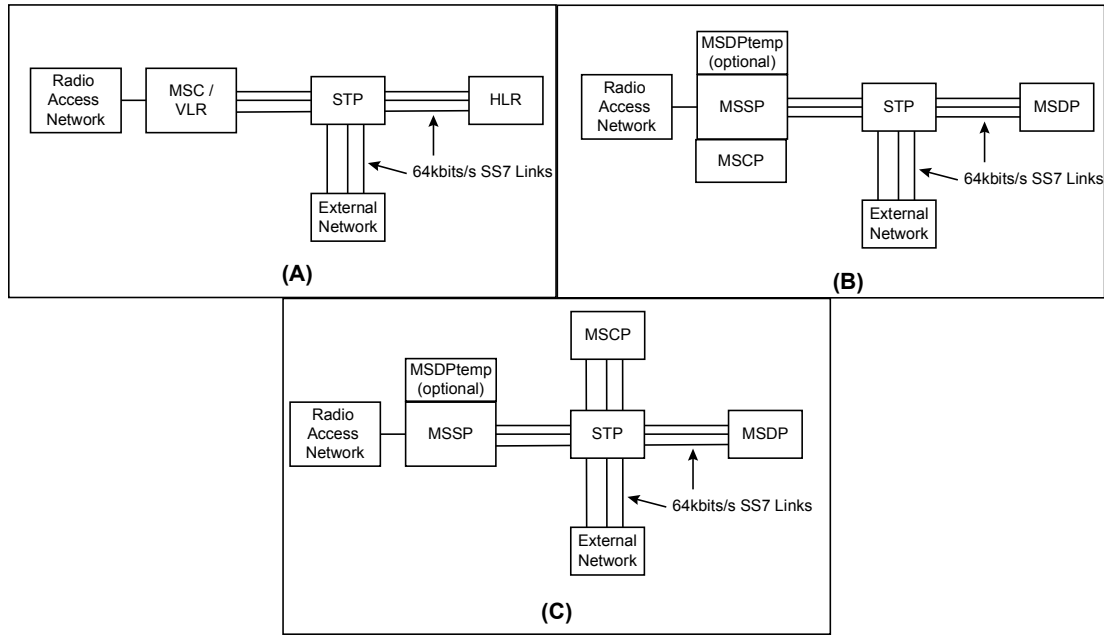 Radio
Access
Network
MSC /
VLR
STP
HLR
64kbits/s SS7 Links
External
Network
(A)
MSDPtemp
(optional)
Radio
Access
Network
MSSP
MSCP
STP
MSDP
64kbits/s SS7 Links
External
Network
(B)
MSCP
MSDPtemp
(optional)
Radio
Access
Network
MSSP
STP
MSDP
64kbits/s SS7 Links
External
Network
(C)